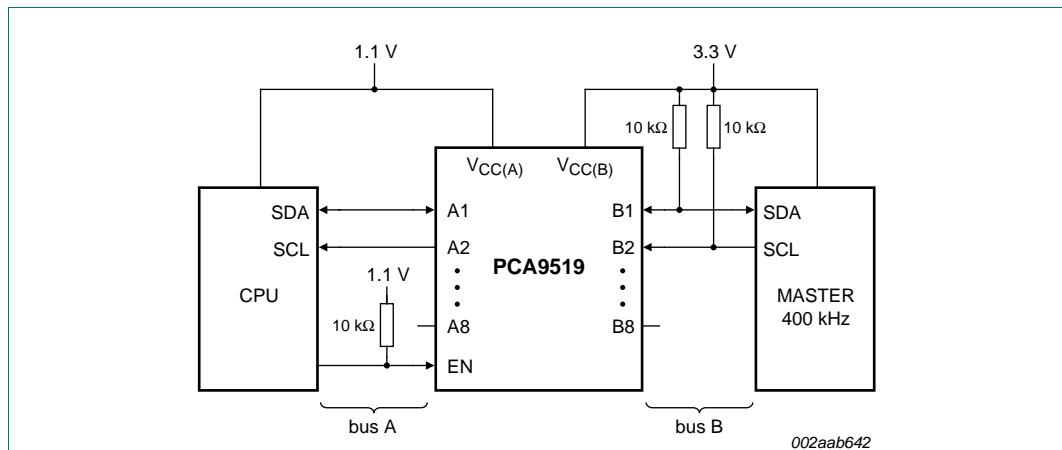 1.1 V
3.3 V
10 kΩ
10 kΩ
VCC(A)
VCC(B)
SDA
A1
B1
SDA
SCL
A2
B2
SCL
PCA9519
CPU
1.1 V
MASTER
400 kHz
10 kΩ
A8
B8
EN
bus A
bus B
002aab642